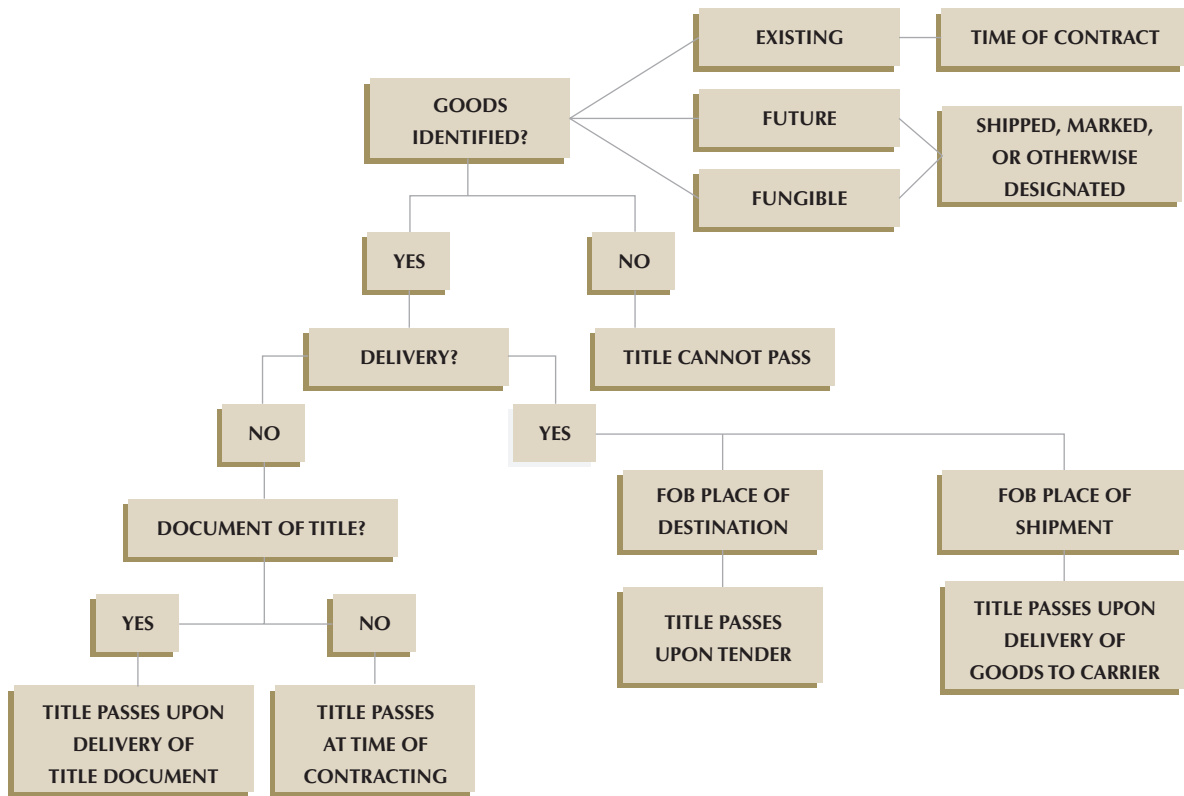 EXISTING
TIME OF CONTRACT
GOODS
IDENTIFIED?
FUTURE
SHIPPED, MARKED,
OR OTHERWISE
DESIGNATED
FUNGIBLE
YES
NO
DELIVERY?
TITLE CANNOT PASS
NO
YES
DOCUMENT OF TITLE?
FOB PLACE OF
DESTINATION
FOB PLACE OF
SHIPMENT
YES
NO
TITLE PASSES
UPON TENDER
TITLE PASSES UPON
DELIVERY OF
GOODS TO CARRIER
TITLE PASSES UPON
DELIVERY OF
TITLE DOCUMENT
TITLE PASSES
AT TIME OF
CONTRACTING